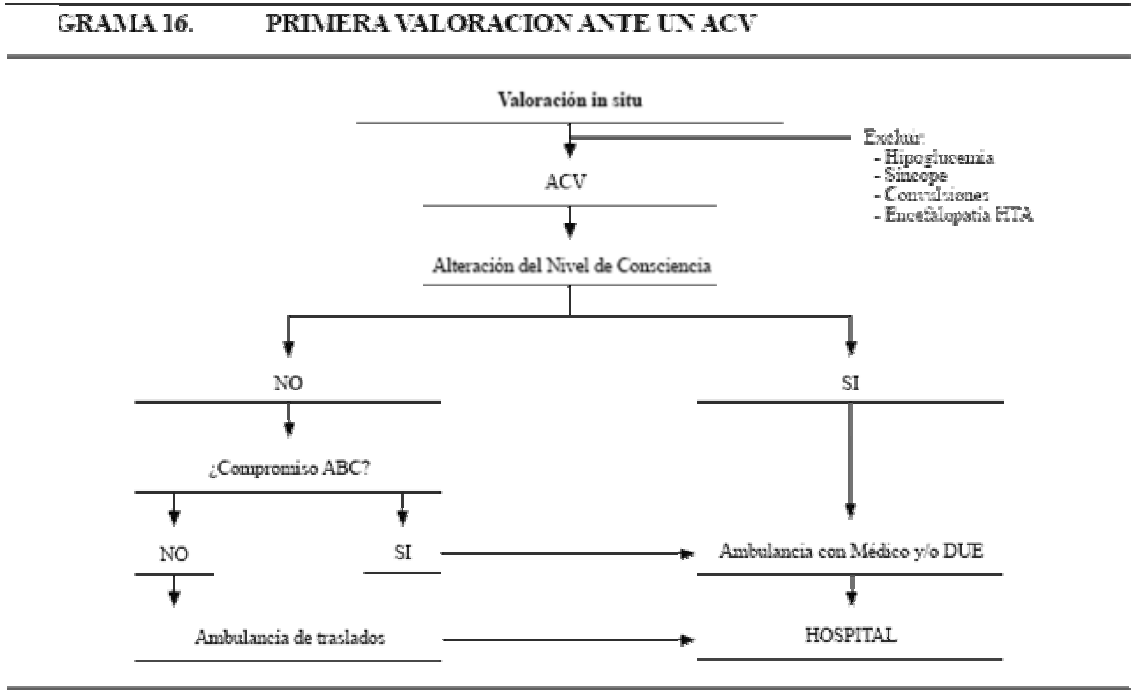 GRAMA 16. PRIMERA VALORACION ANTE UN ACV
Valoración in situ
Excluir:
- Hipoglucemia
- Síncope
- Convulsiones
- Encefalopatía HTA
ACV
Alteración del Nivel de Consciencia
NO
SI
¿Compromiso ABC?
NO
SI
Ambulancia con Médico y/o DUE
Ambulancia de traslados
HOSPITAL